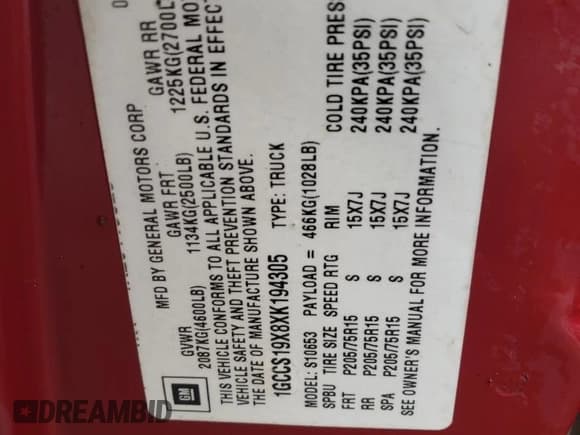 MFD BY GENERAL MOTORS CORP
GVWR GAWR FRT GAWR RR
2087KG(4600LB) 1134KG(2500LB) 1225KG(2700L
THIS VEHICLE CONFORMS TO ALL APPLICABLE U.S. FEDERAL MOT
VEHICLE SAFETY AND THEFT PREVENTION STANDARDS IN EFFECT
THE DATE OF MANUFACTURE SHOWN ABOVE.
1GCCS19X8XK194305 TYPE: TRUCK
MODEL: S10653 PAYLOAD = 466KG(1028LB)
SPBU TIRE SIZE SPEED RTG RIM COLD TIRE PRES
FRT P205/75R15 S 15X7J 240KPA(35PSI)
RR P205/75R15 S 15X7J 240KPA(35PSI)
SPA P205/75R15 S 15X7J 240KPA(35PSI)
SEE OWNER'S MANUAL FOR MORE INFORMATION.
GM
DREAMBID